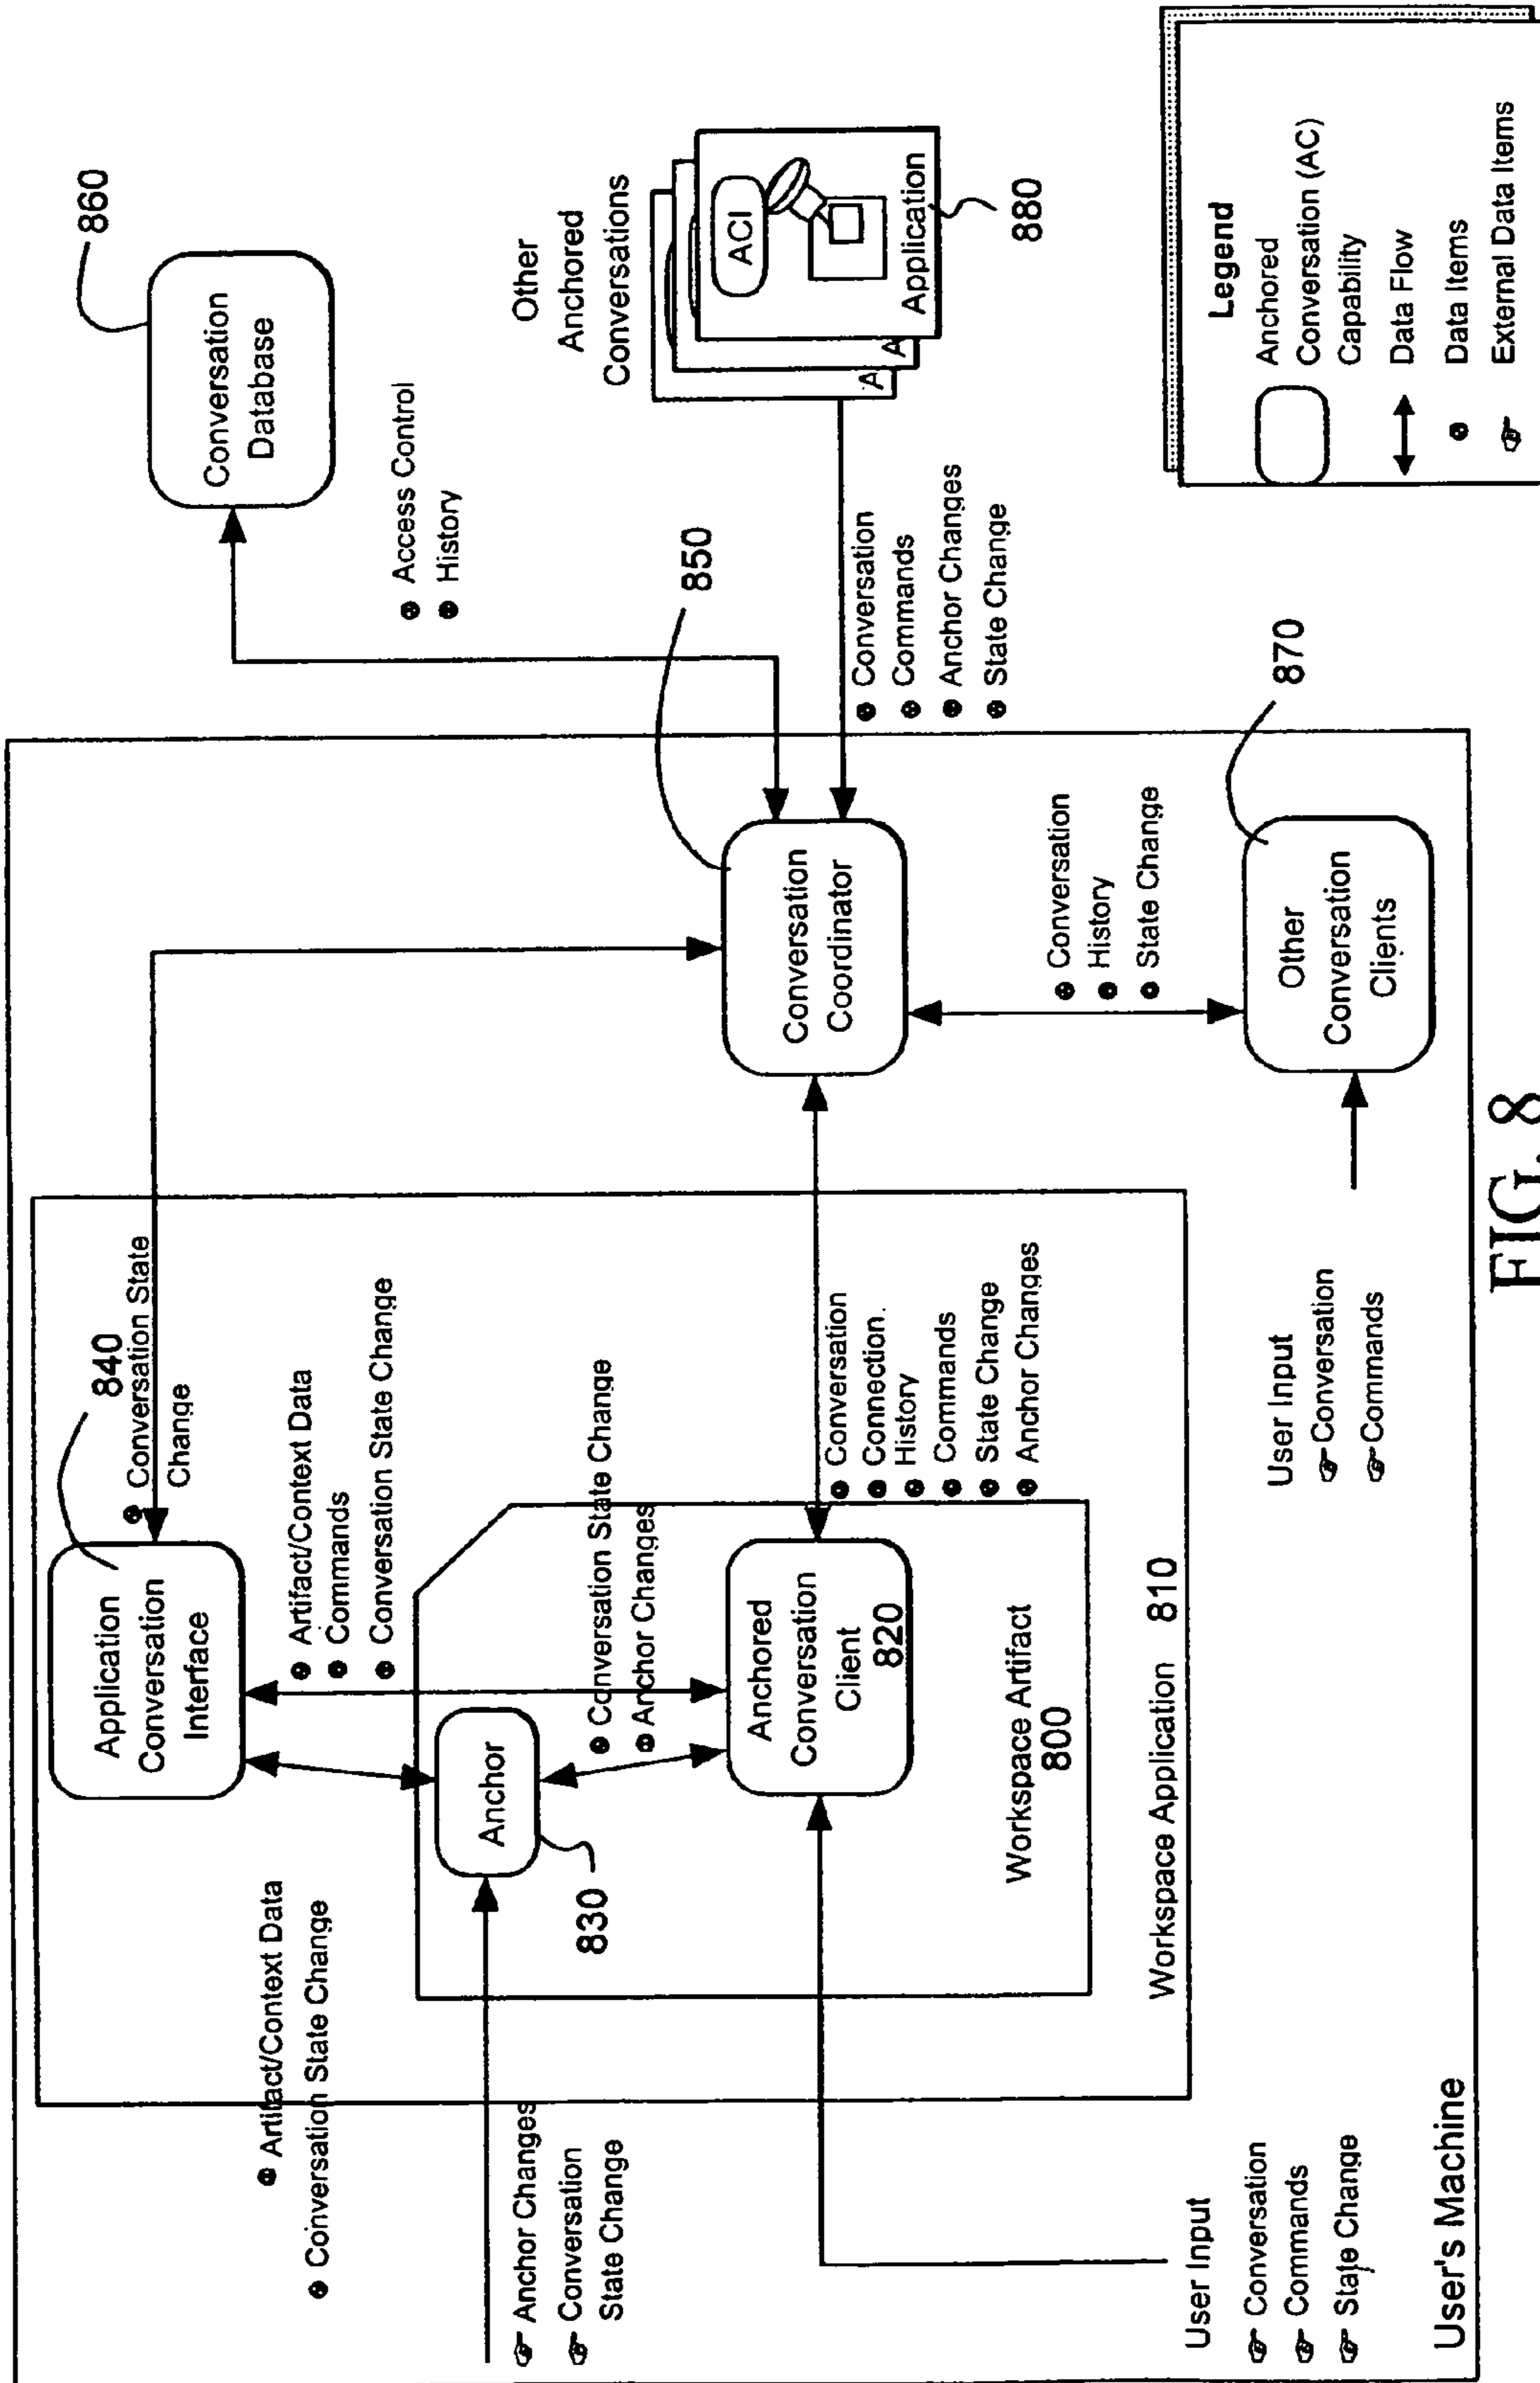 860
Conversation
Database
Access Control
History
Other
Anchored
Conversations
ACI
Application
A
A
880
Legend
Anchored
Conversation (AC)
Capability
Data Flow
Data Items
External Data Items
840
Application
Conversation
Interface
Conversation State
Change
Artifact/Context Data
Commands
Conversation State Change
Artifact/Context Data
Conversation State Change
Anchor
830
Conversation State Change
Anchor Changes
Anchored
Conversation
Client
820
Workspace Artifact
800
Workspace Application 810
Conversation
Connection.
History
Commands
State Change
Anchor Changes
850
Conversation
Coordinator
Conversation
Commands
Anchor Changes
State Change
Conversation
History
State Change
870
Other
Conversation
Clients
User Input
Conversation
Commands
Anchor Changes
Conversation
State Change
User Input
Conversation
Commands
State Change
User's Machine
FIG. 8